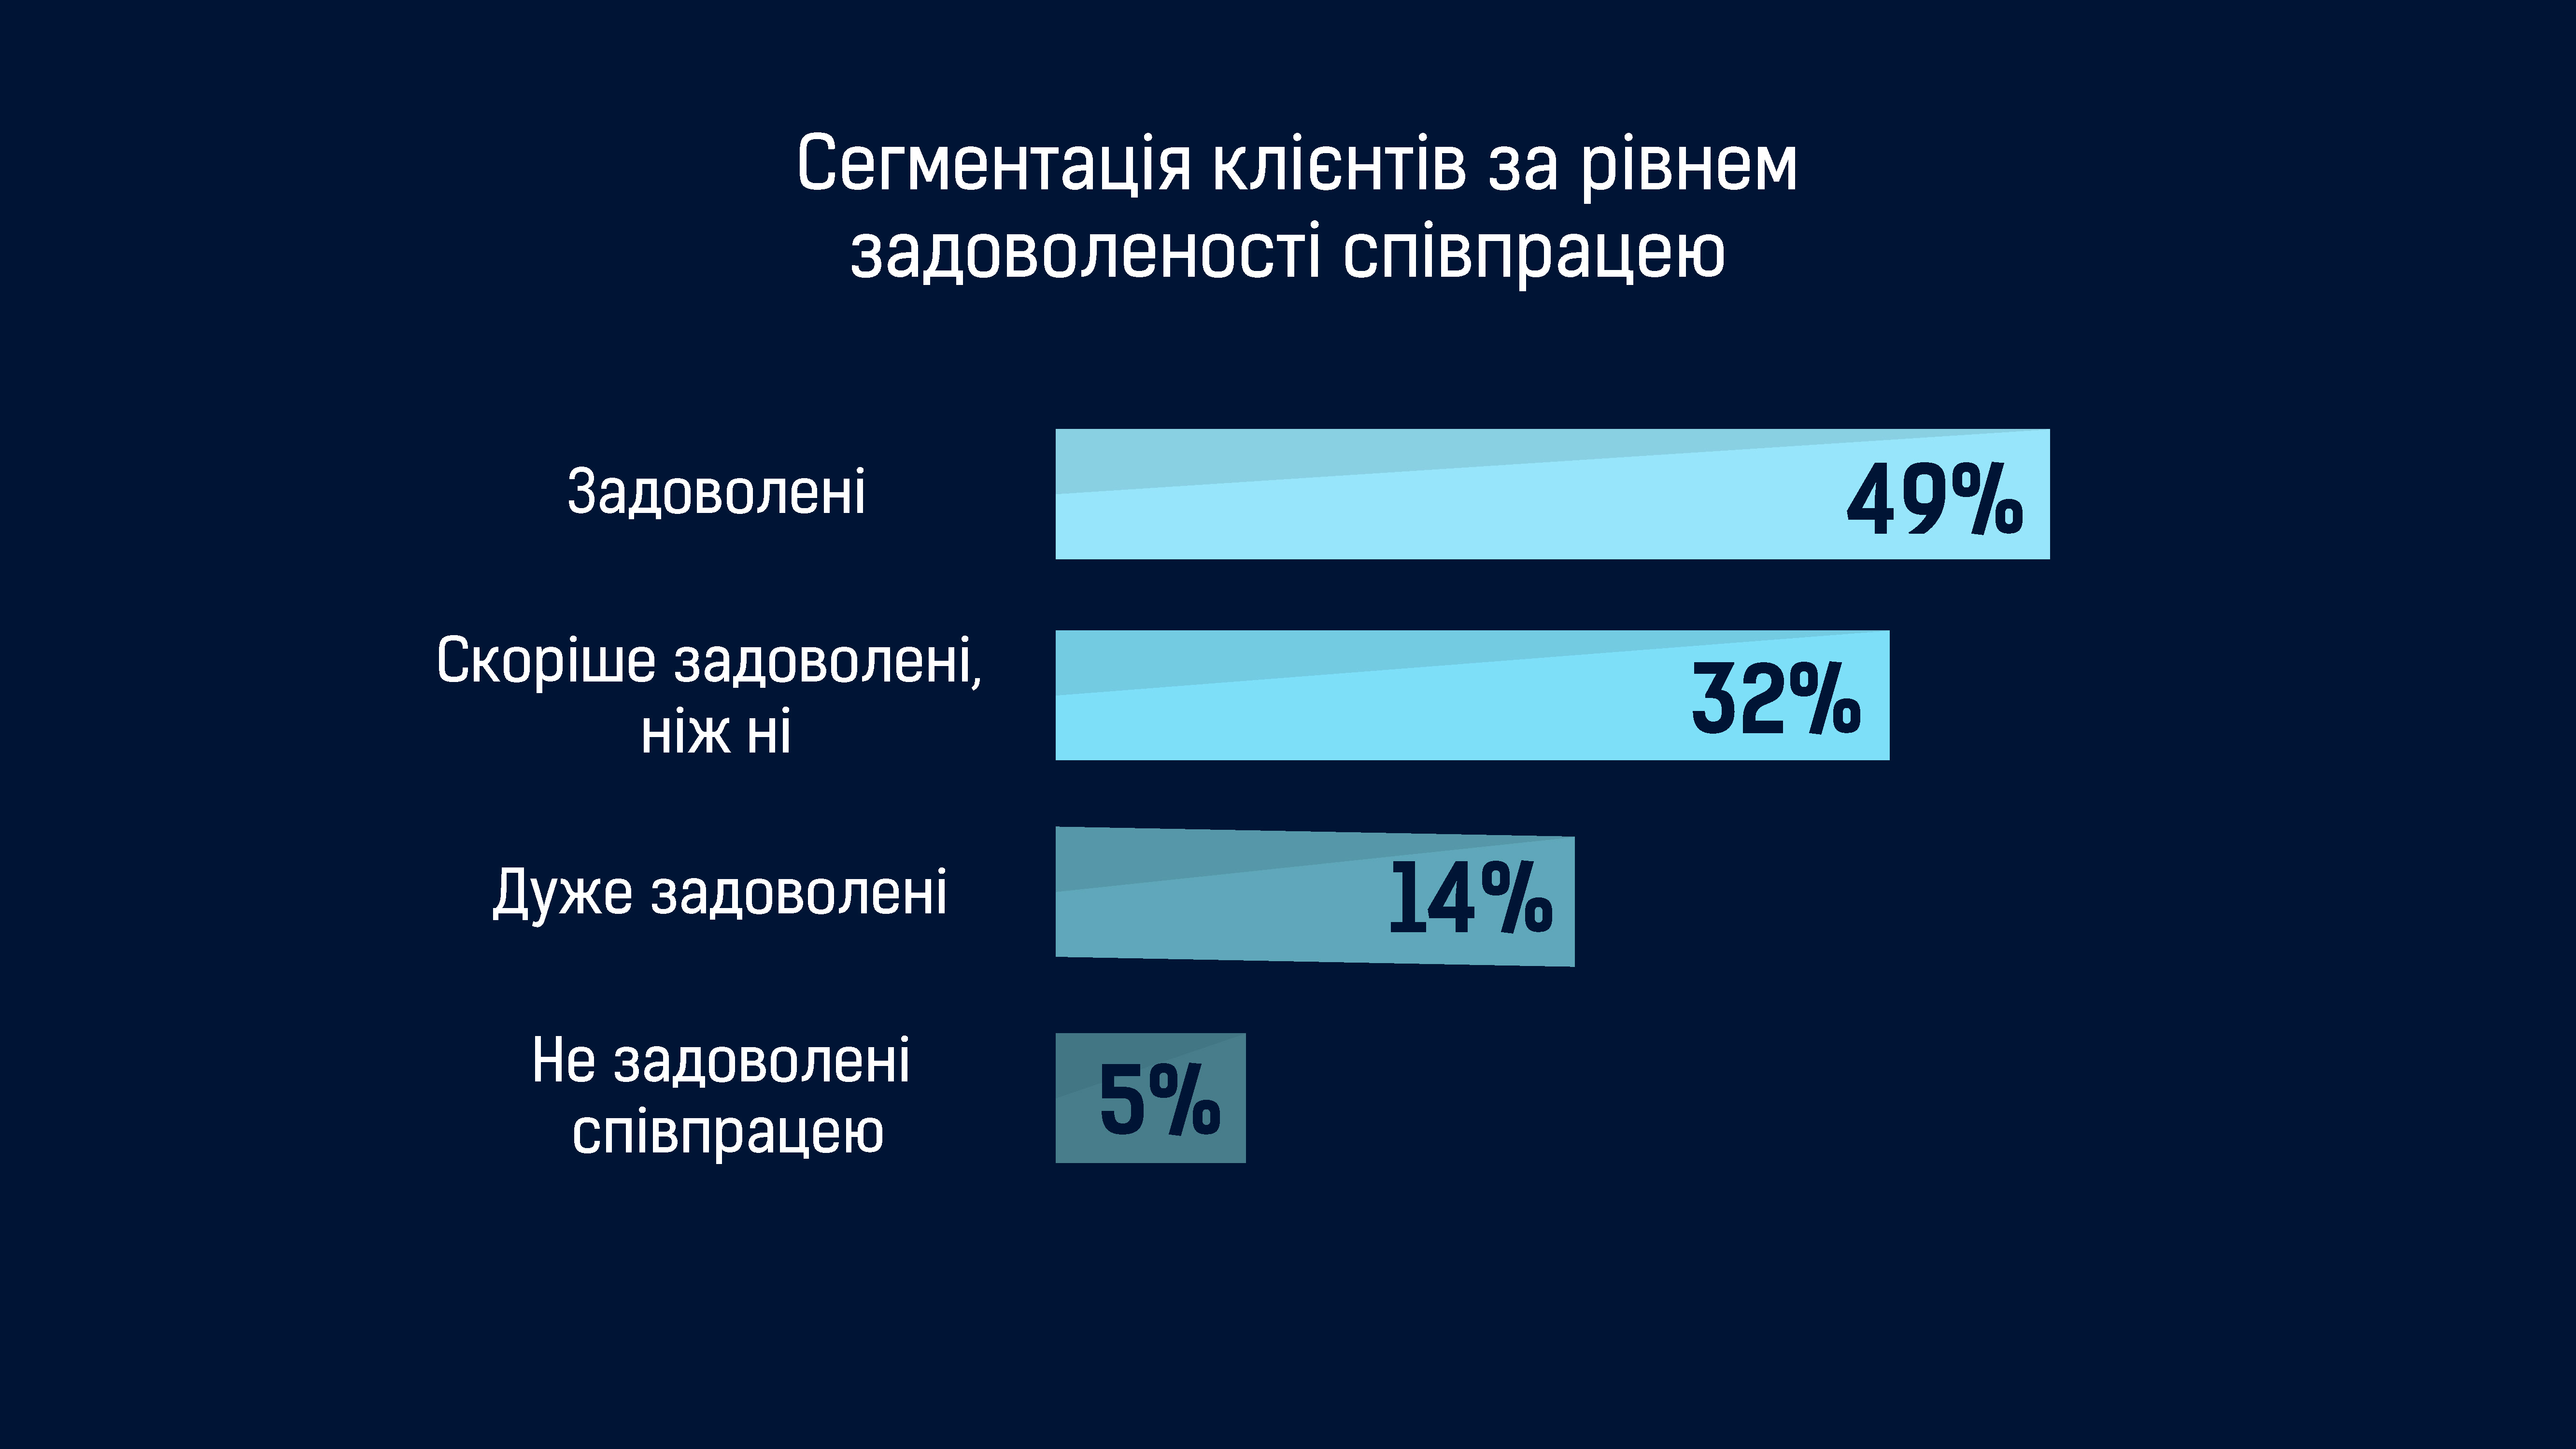 Сегментація клієнтів за рівнем
задоволеності співпрацею
Задоволені
49%
Скоріше задоволені,
ніж ні
32%
Дуже задоволені
14%
Не задоволені
співпрацею
5%